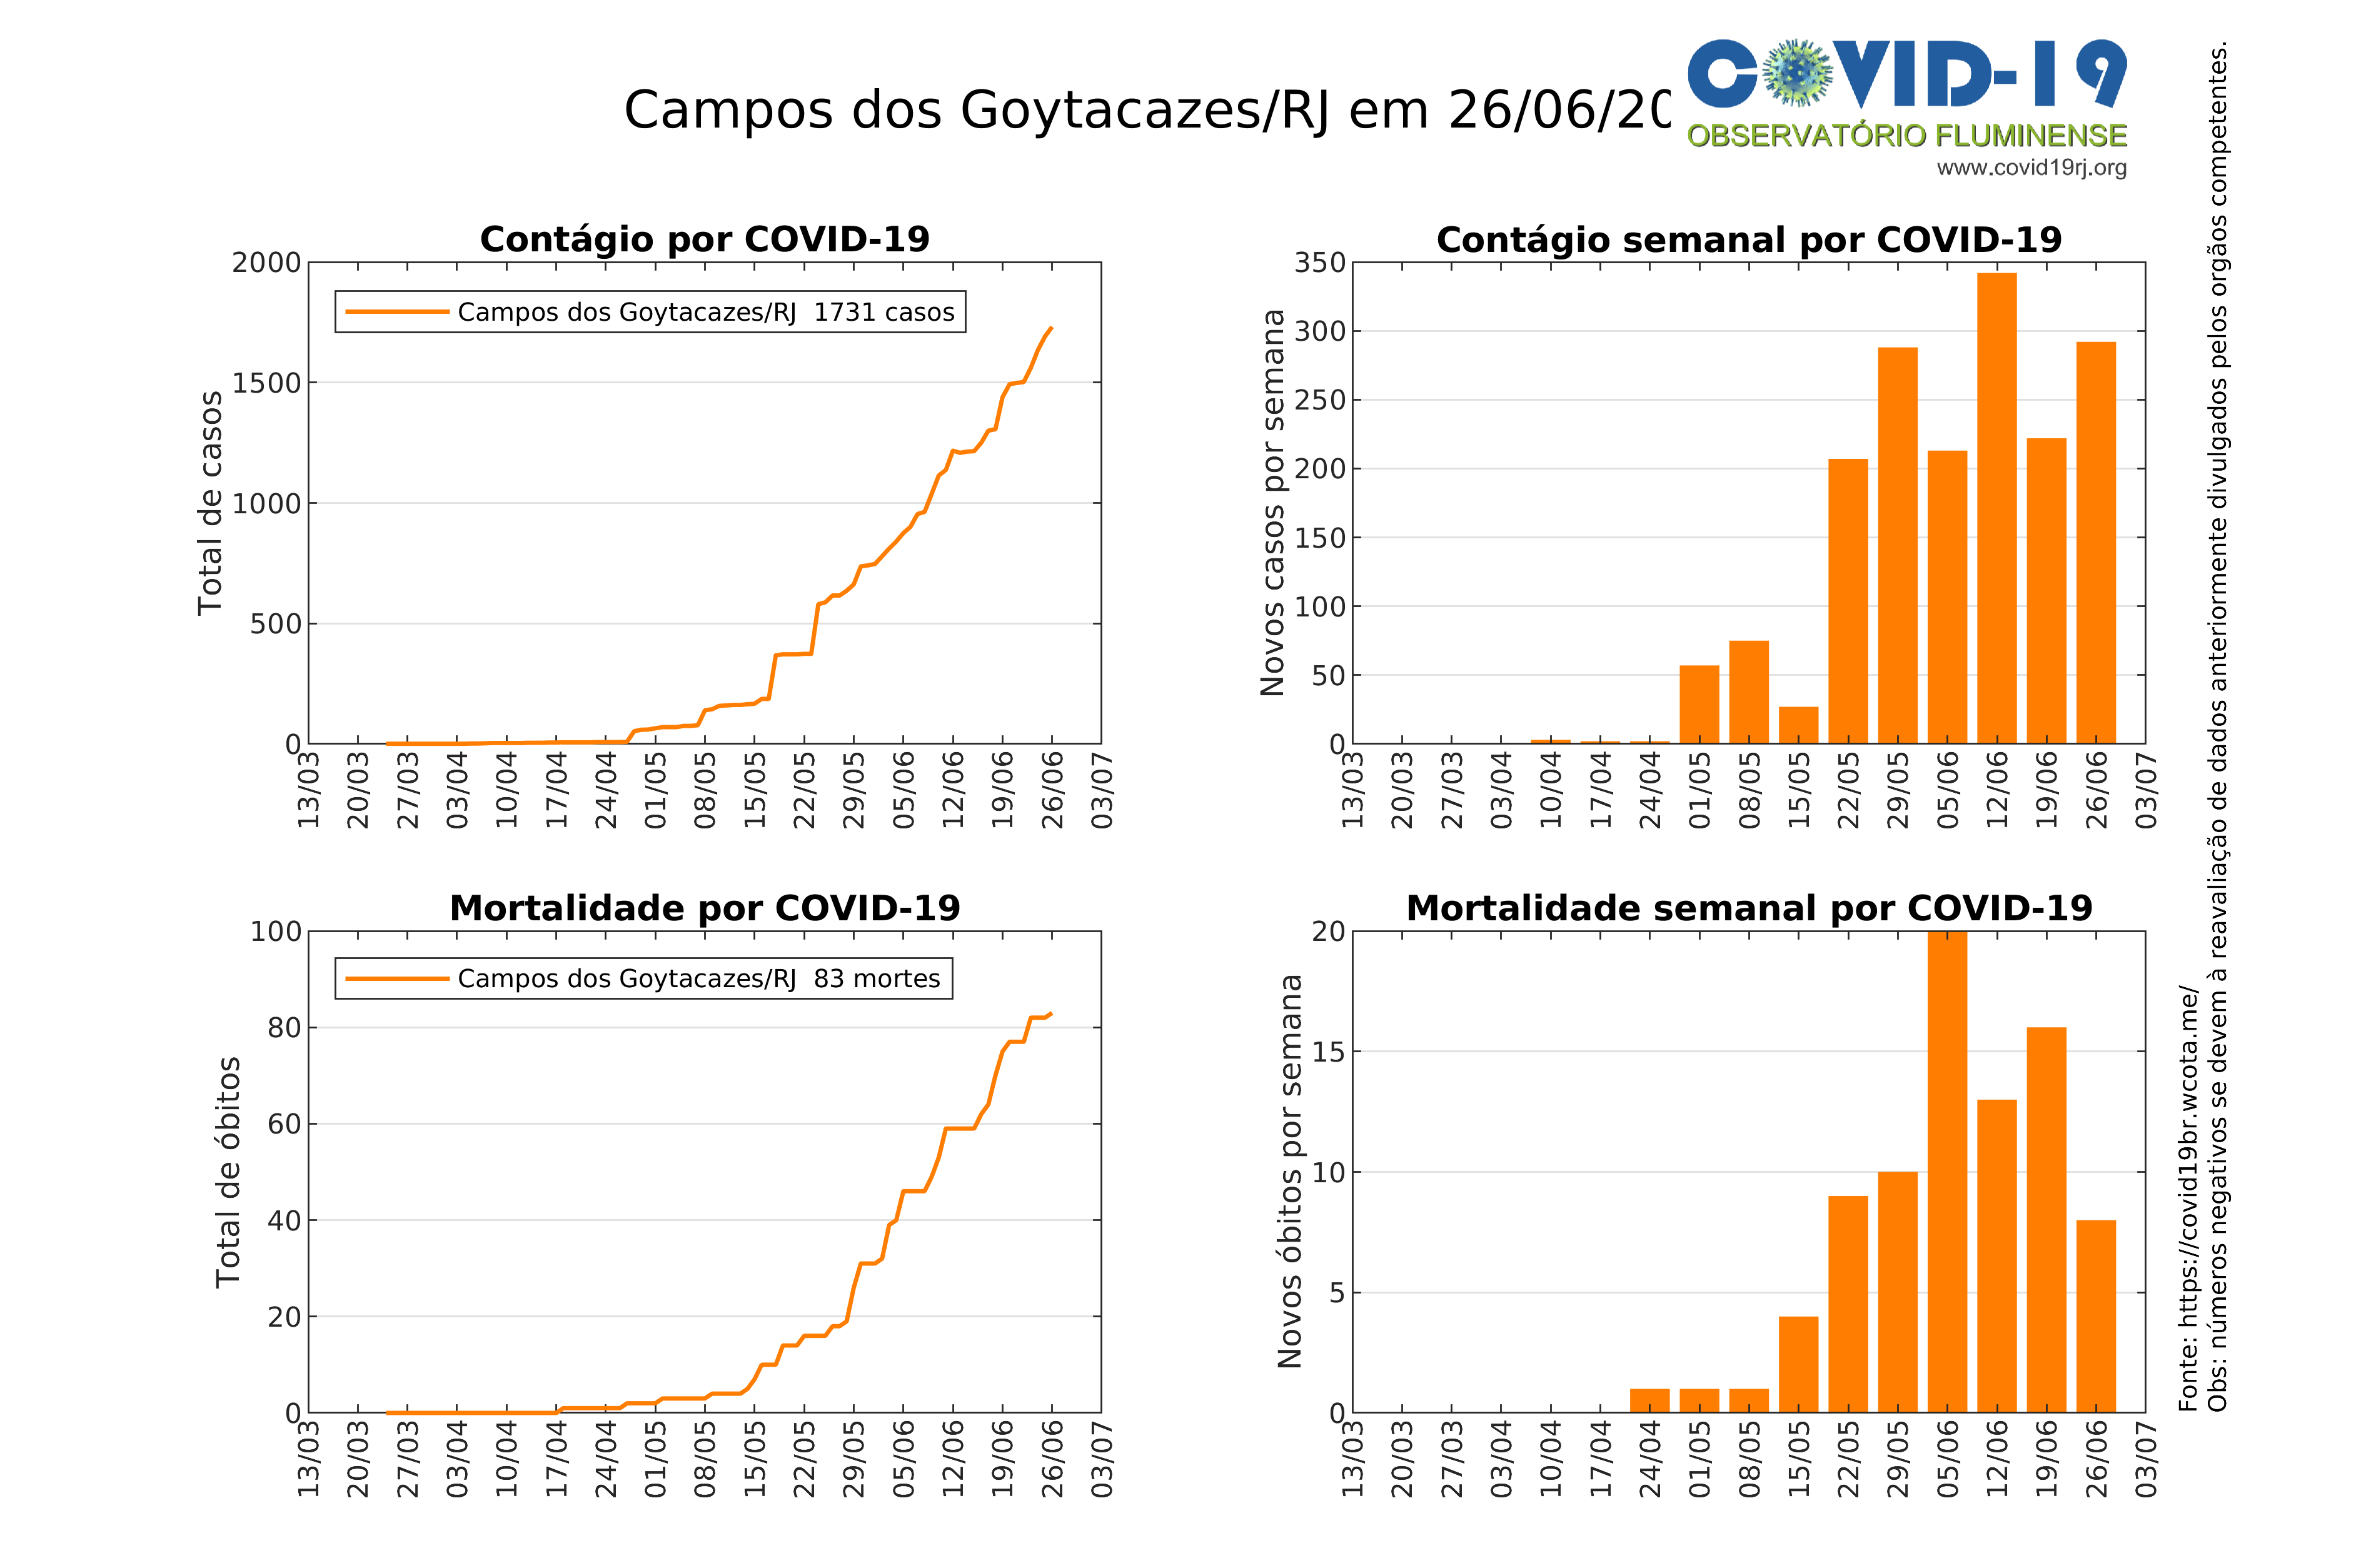 Campos dos Goytacazes/RJ em 26/06/20
COVID-19
OBSERVATÓRIO FLUMINENSE
www.covid19rj.org
Contágio por COVID-19
Total de casos
2000
1500
1000
500
0
Campos dos Goytacazes/RJ 1731 casos
13/03 20/03 27/03 03/04 10/04 17/04 24/04 01/05 08/05 15/05 22/05 29/05 05/06 12/06 19/06 26/06 03/07
Contágio semanal por COVID-19
Novos casos por semana
350
300
250
200
150
100
50
0
13/03 20/03 27/03 03/04 10/04 17/04 24/04 01/05 08/05 15/05 22/05 29/05 05/06 12/06 19/06 26/06 03/07
Mortalidade por COVID-19
Total de óbitos
100
80
60
40
20
0
Campos dos Goytacazes/RJ 83 mortes
13/03 20/03 27/03 03/04 10/04 17/04 24/04 01/05 08/05 15/05 22/05 29/05 05/06 12/06 19/06 26/06 03/07
Mortalidade semanal por COVID-19
Novos óbitos por semana
20
15
10
5
0
13/03 20/03 27/03 03/04 10/04 17/04 24/04 01/05 08/05 15/05 22/05 29/05 05/06 12/06 19/06 26/06 03/07
Fonte: https://covid19br.wcota.me/
Obs: números negativos se devem à reavaliação de dados anteriormente divulgados pelos orgãos competentes.